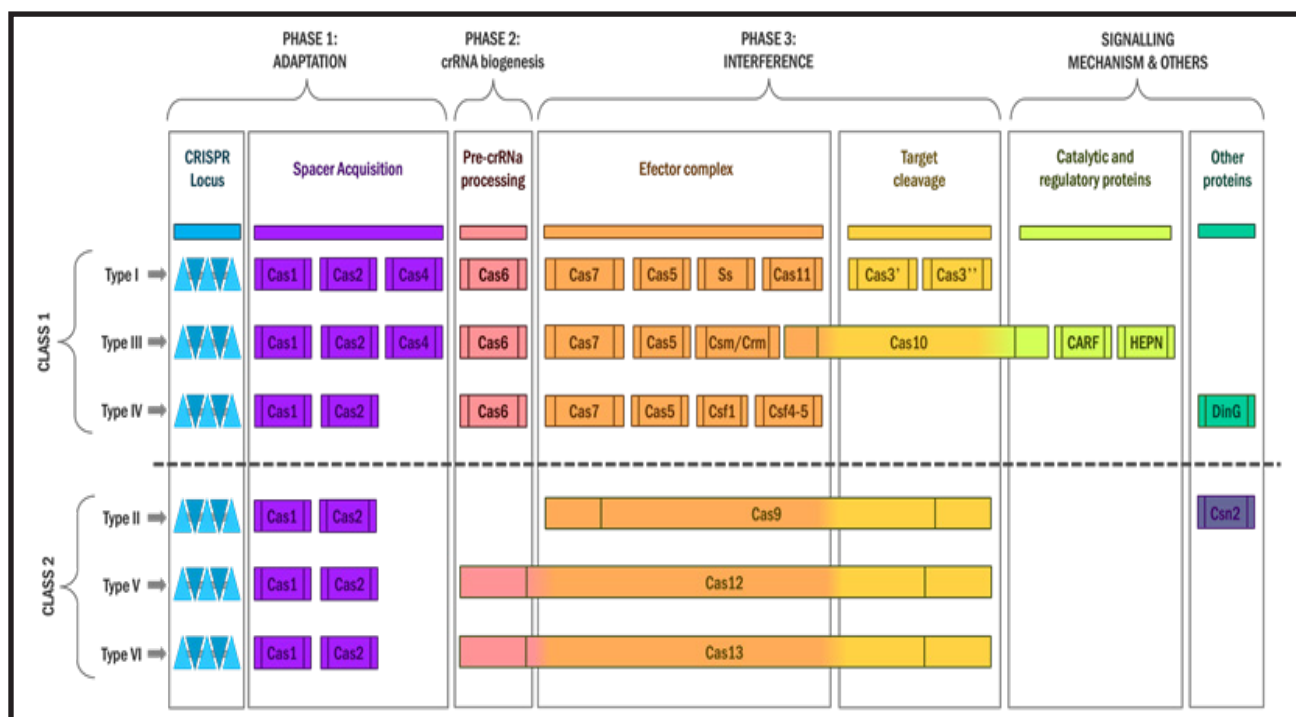 PHASE 1:
ADAPTATION
PHASE 2:
crRNA biogenesis
PHASE 3:
INTERFERENCE
SIGNALLING
MECHANISM & OTHERS
CRISPR
Locus
Spacer Acquisition
Pre-crRNa
processing
Efector complex
Target
cleavage
Catalytic and
regulatory proteins
Other
proteins
CLASS 1
Type I
Cas1 Cas2 Cas4 Cas6 Cas7 Cas5 Ss Cas11 Cas3' Cas3''
Type III
Cas1 Cas2 Cas4 Cas6 Cas7 Cas5 Csm/Crm Cas10 CARF HEPN
Type IV
Cas1 Cas2 Cas6 Cas7 Cas5 Csf1 Csf4-5 DinG
CLASS 2
Type II
Cas1 Cas2 Cas9 Csn2
Type V
Cas1 Cas2 Cas12
Type VI
Cas1 Cas2 Cas13